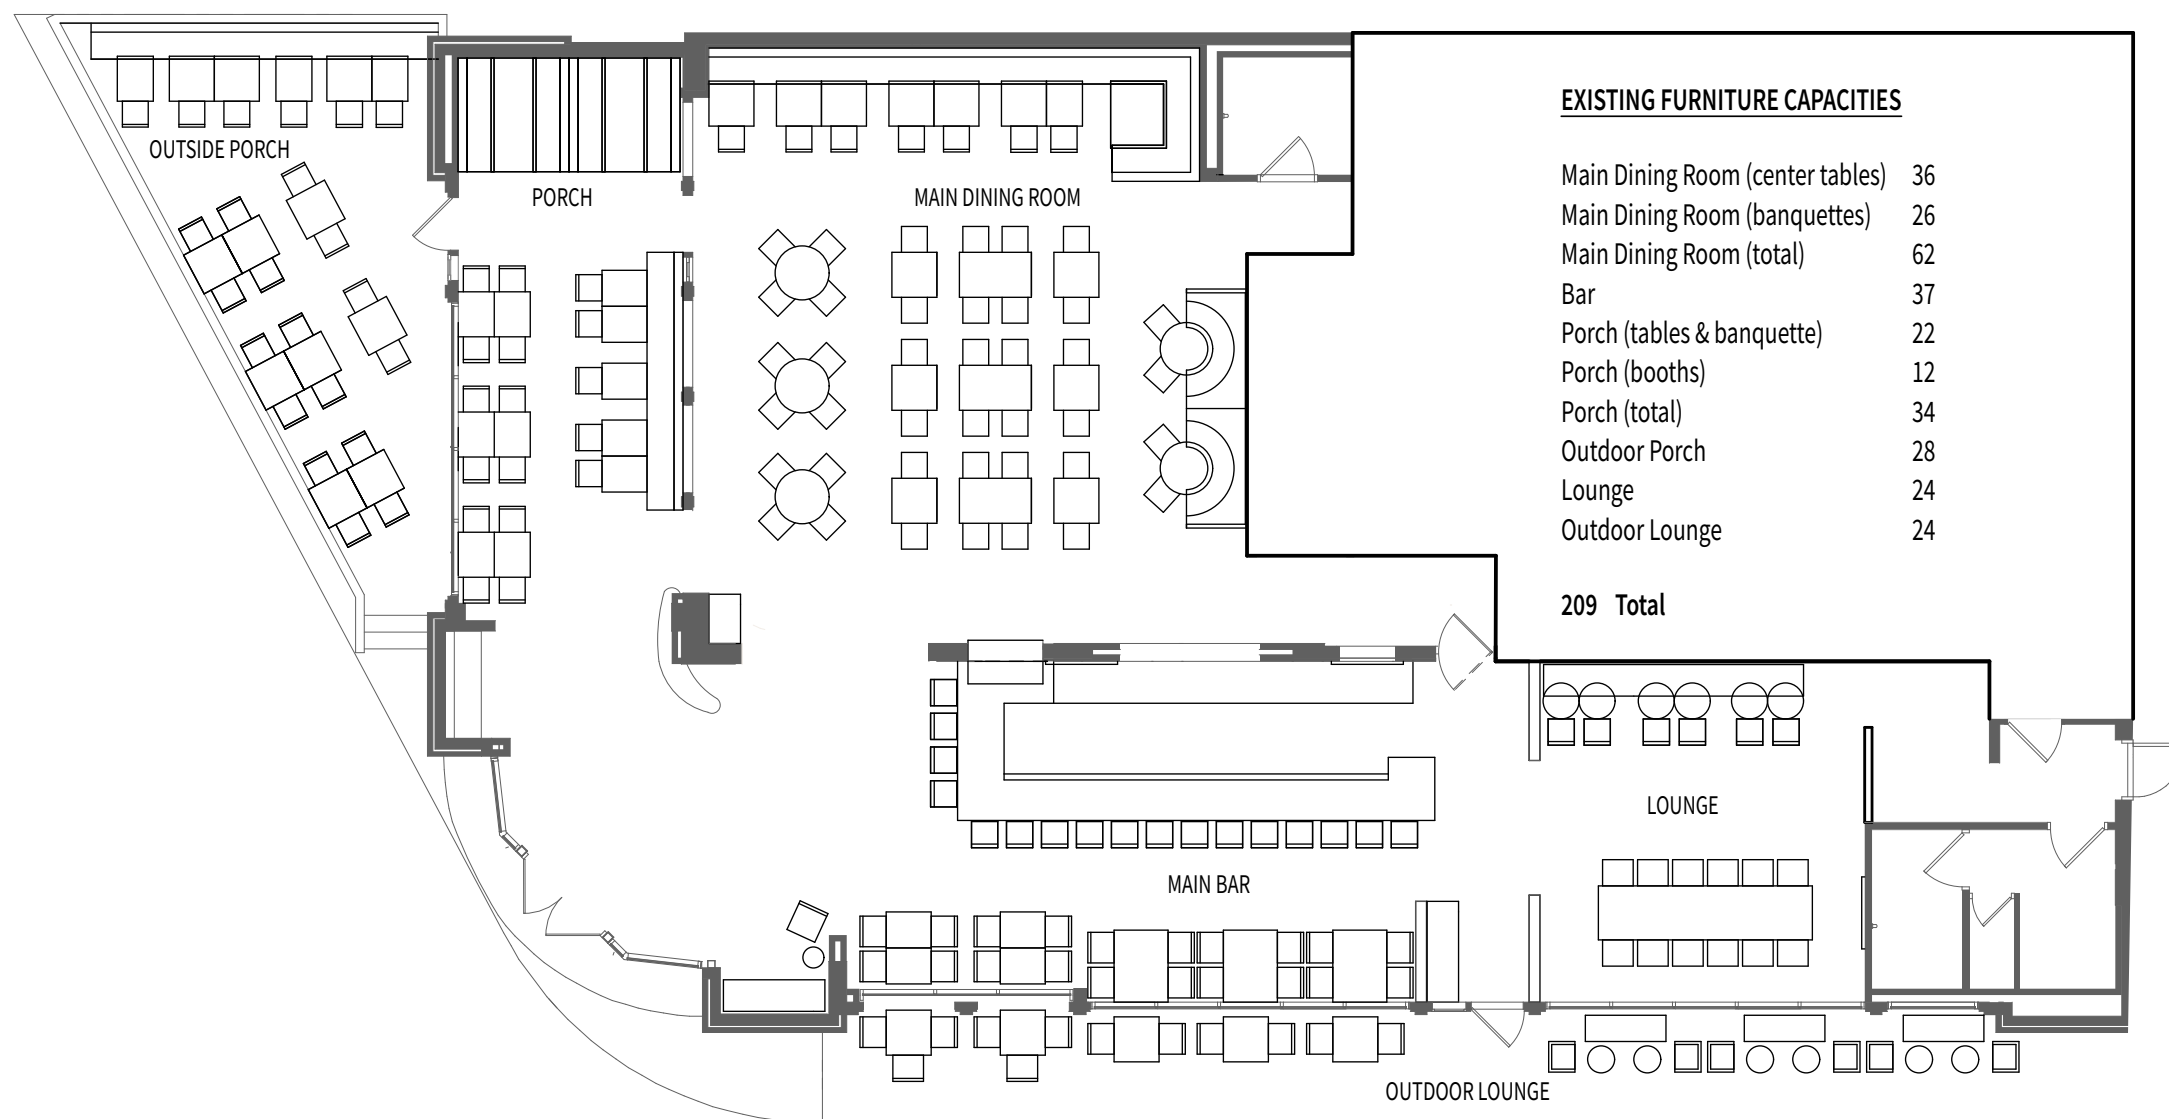 EXISTING FURNITURE CAPACITIES
OUTSIDE PORCH
PORCH
MAIN DINING ROOM
Main Dining Room (center tables) 36
Main Dining Room (banquettes) 26
Main Dining Room (total) 62
Bar 37
Porch (tables & banquette) 22
Porch (booths) 12
Porch (total) 34
Outdoor Porch 28
Lounge 24
Outdoor Lounge 24
209 Total
LOUNGE
MAIN BAR
OUTDOOR LOUNGE